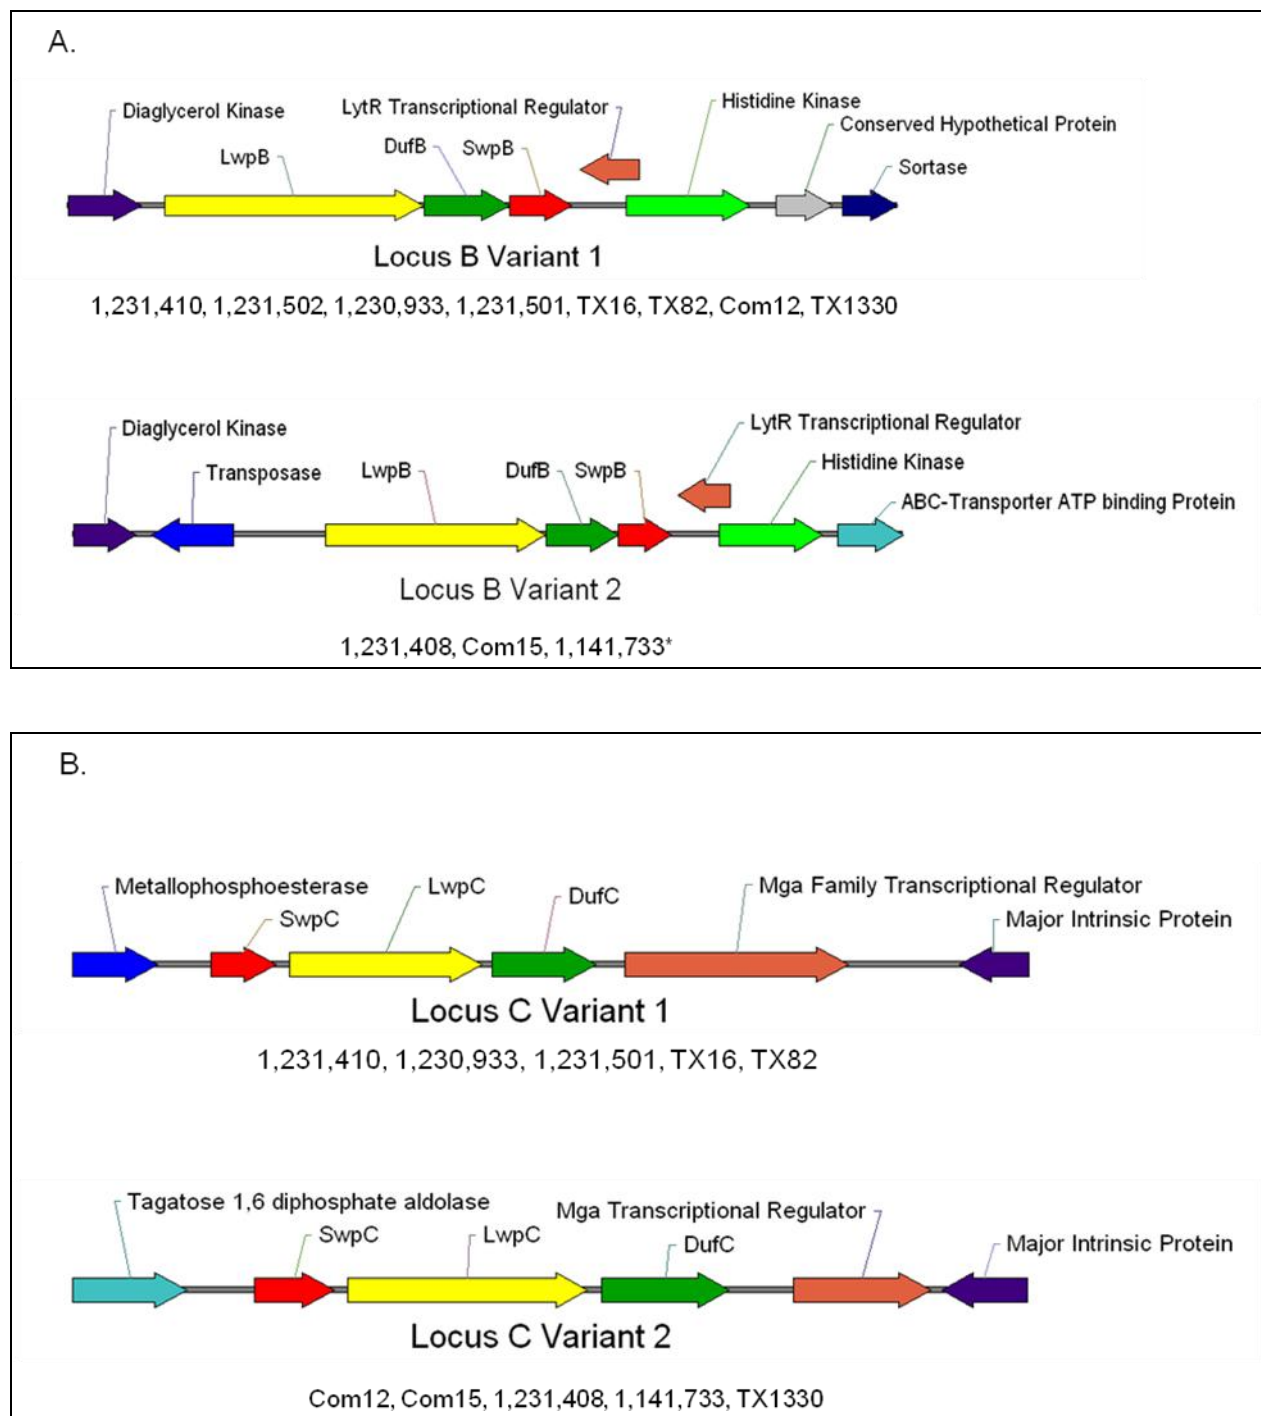 A.
Diaglycerol Kinase
LwpB
LytR Transcriptional Regulator
DufB
SwpB
Histidine Kinase
Conserved Hypothetical Protein
Sortase
Locus B Variant 1
1,231,410, 1,231,502, 1,230,933, 1,231,501, TX16, TX82, Com12, TX1330
Diaglycerol Kinase
Transposase
LwpB
DufB
SwpB
LytR Transcriptional Regulator
Histidine Kinase
ABC-Transporter ATP binding Protein
Locus B Variant 2
1,231,408, Com15, 1,141,733*
B.
Metallophosphoesterase
SwpC
LwpC
DufC
Mga Family Transcriptional Regulator
Major Intrinsic Protein
Locus C Variant 1
1,231,410, 1,230,933, 1,231,501, TX16, TX82
Tagatose 1,6 diphosphate aldolase
SwpC
LwpC
Mga Transcriptional Regulator
DufC
Major Intrinsic Protein
Locus C Variant 2
Com12, Com15, 1,231,408, 1,141,733, TX1330